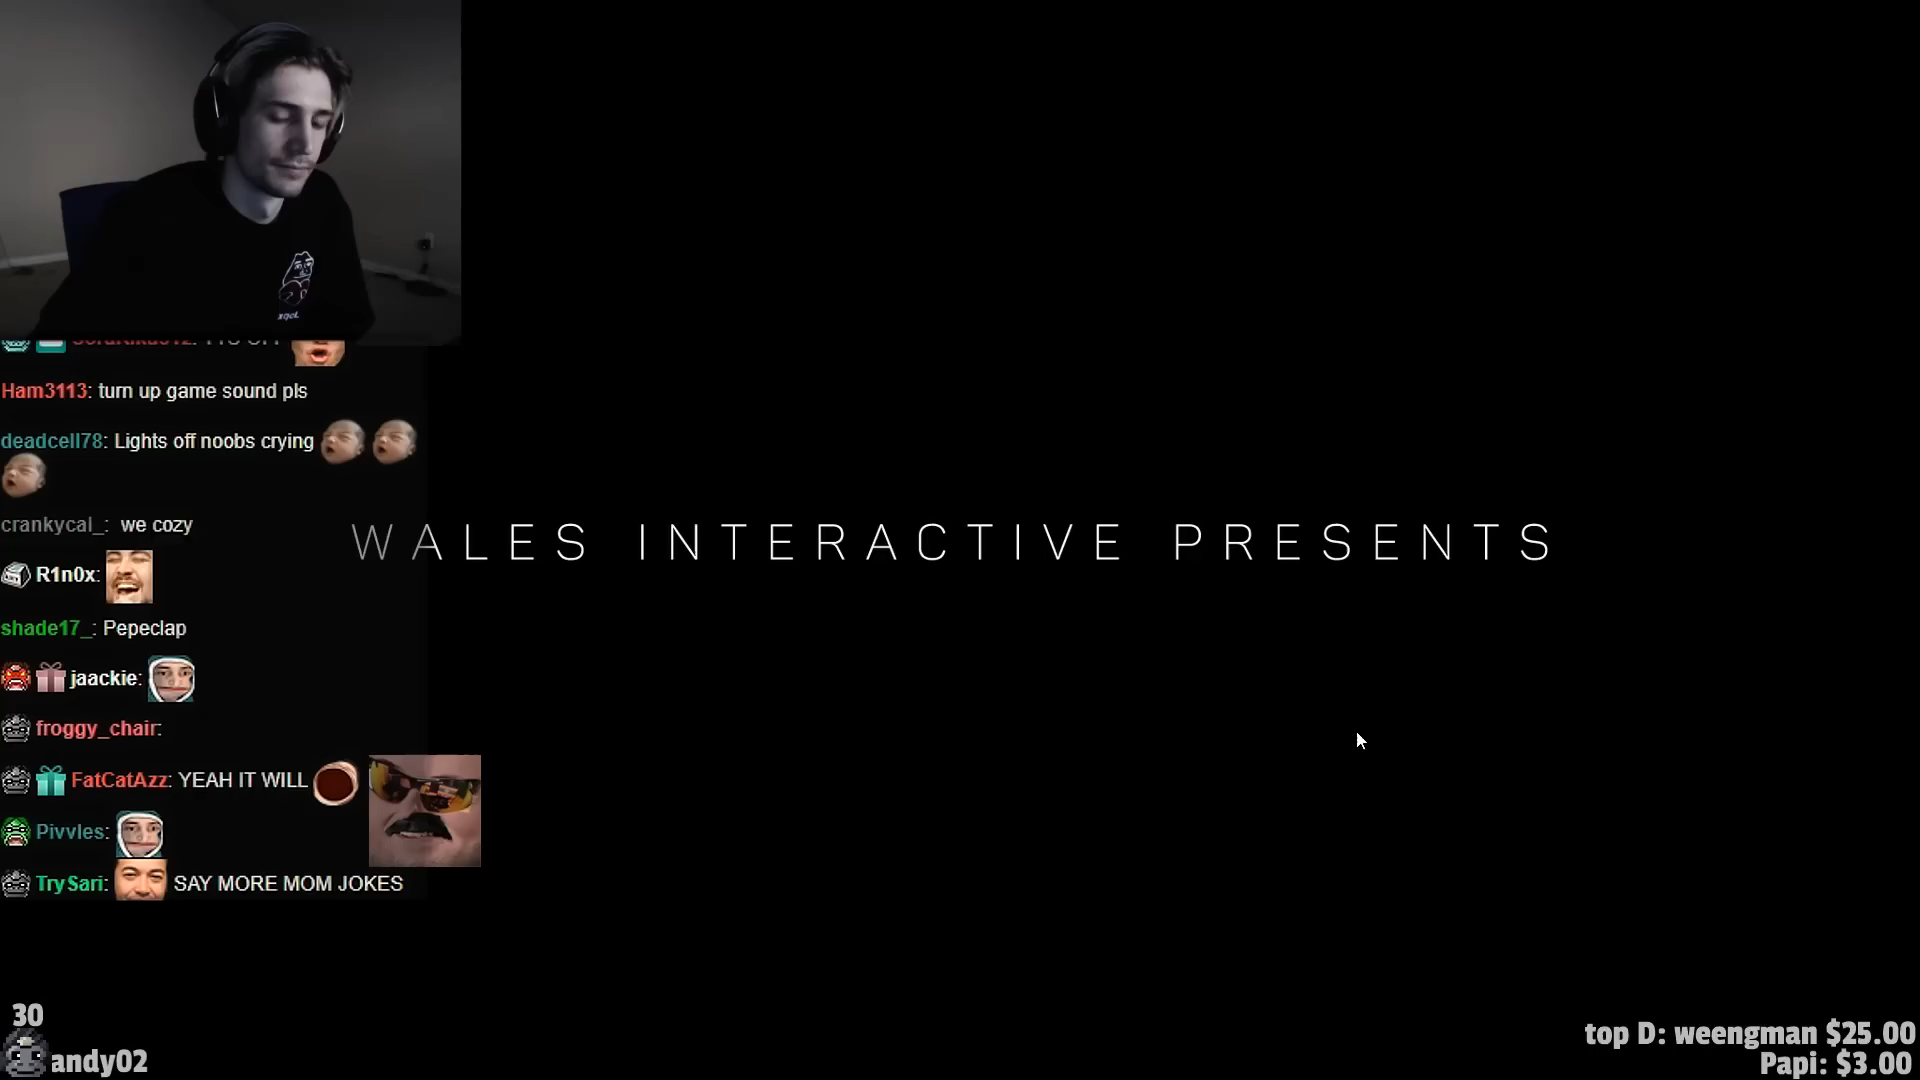 xqcL
Ham3113: turn up game sound pls
deadcell78: Lights off noobs crying
crankycal_: we cozy
WALES INTERACTIVE PRESENTS
R1n0x:
shade17_: Pepeclap
jaackie:
froggy_chair:
FatCatAzz: YEAH IT WILL
Pivvles:
TrySari: SAY MORE MOM JOKES
30
andy02
top D: weengman $25.00
Papi: $3.00